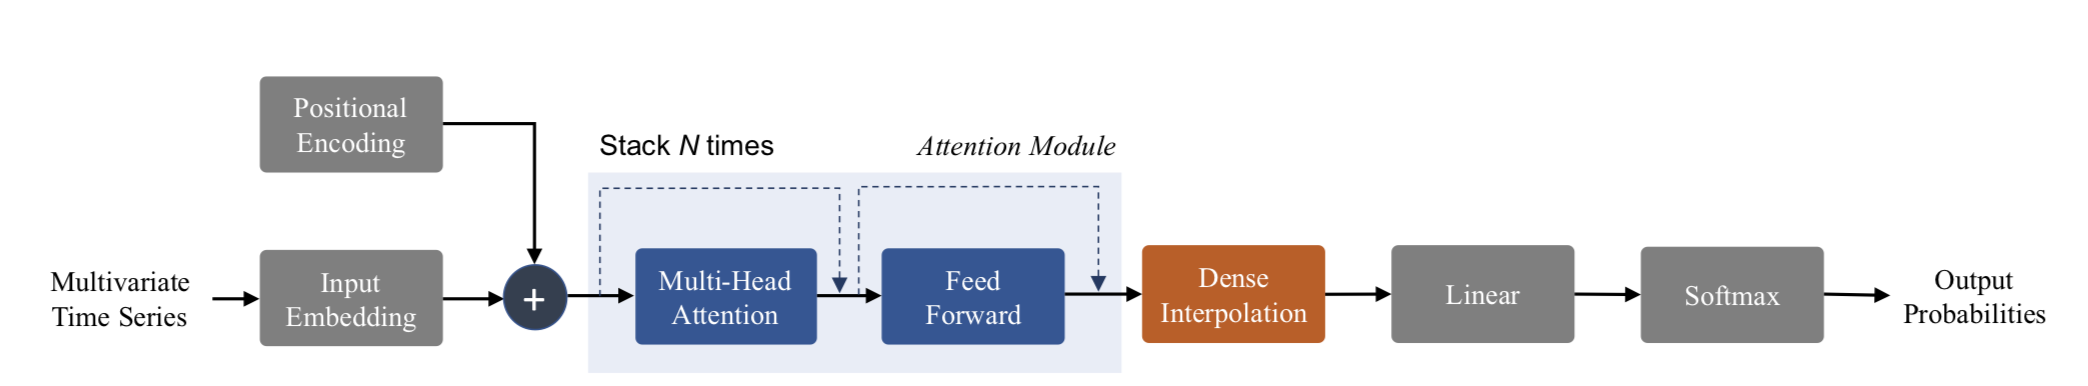 Positional
Encoding
Stack N times
Attention Module
Multivariate
Time Series
Input
Embedding
+
Multi-Head
Attention
Feed
Forward
Dense
Interpolation
Linear
Softmax
Output
Probabilities